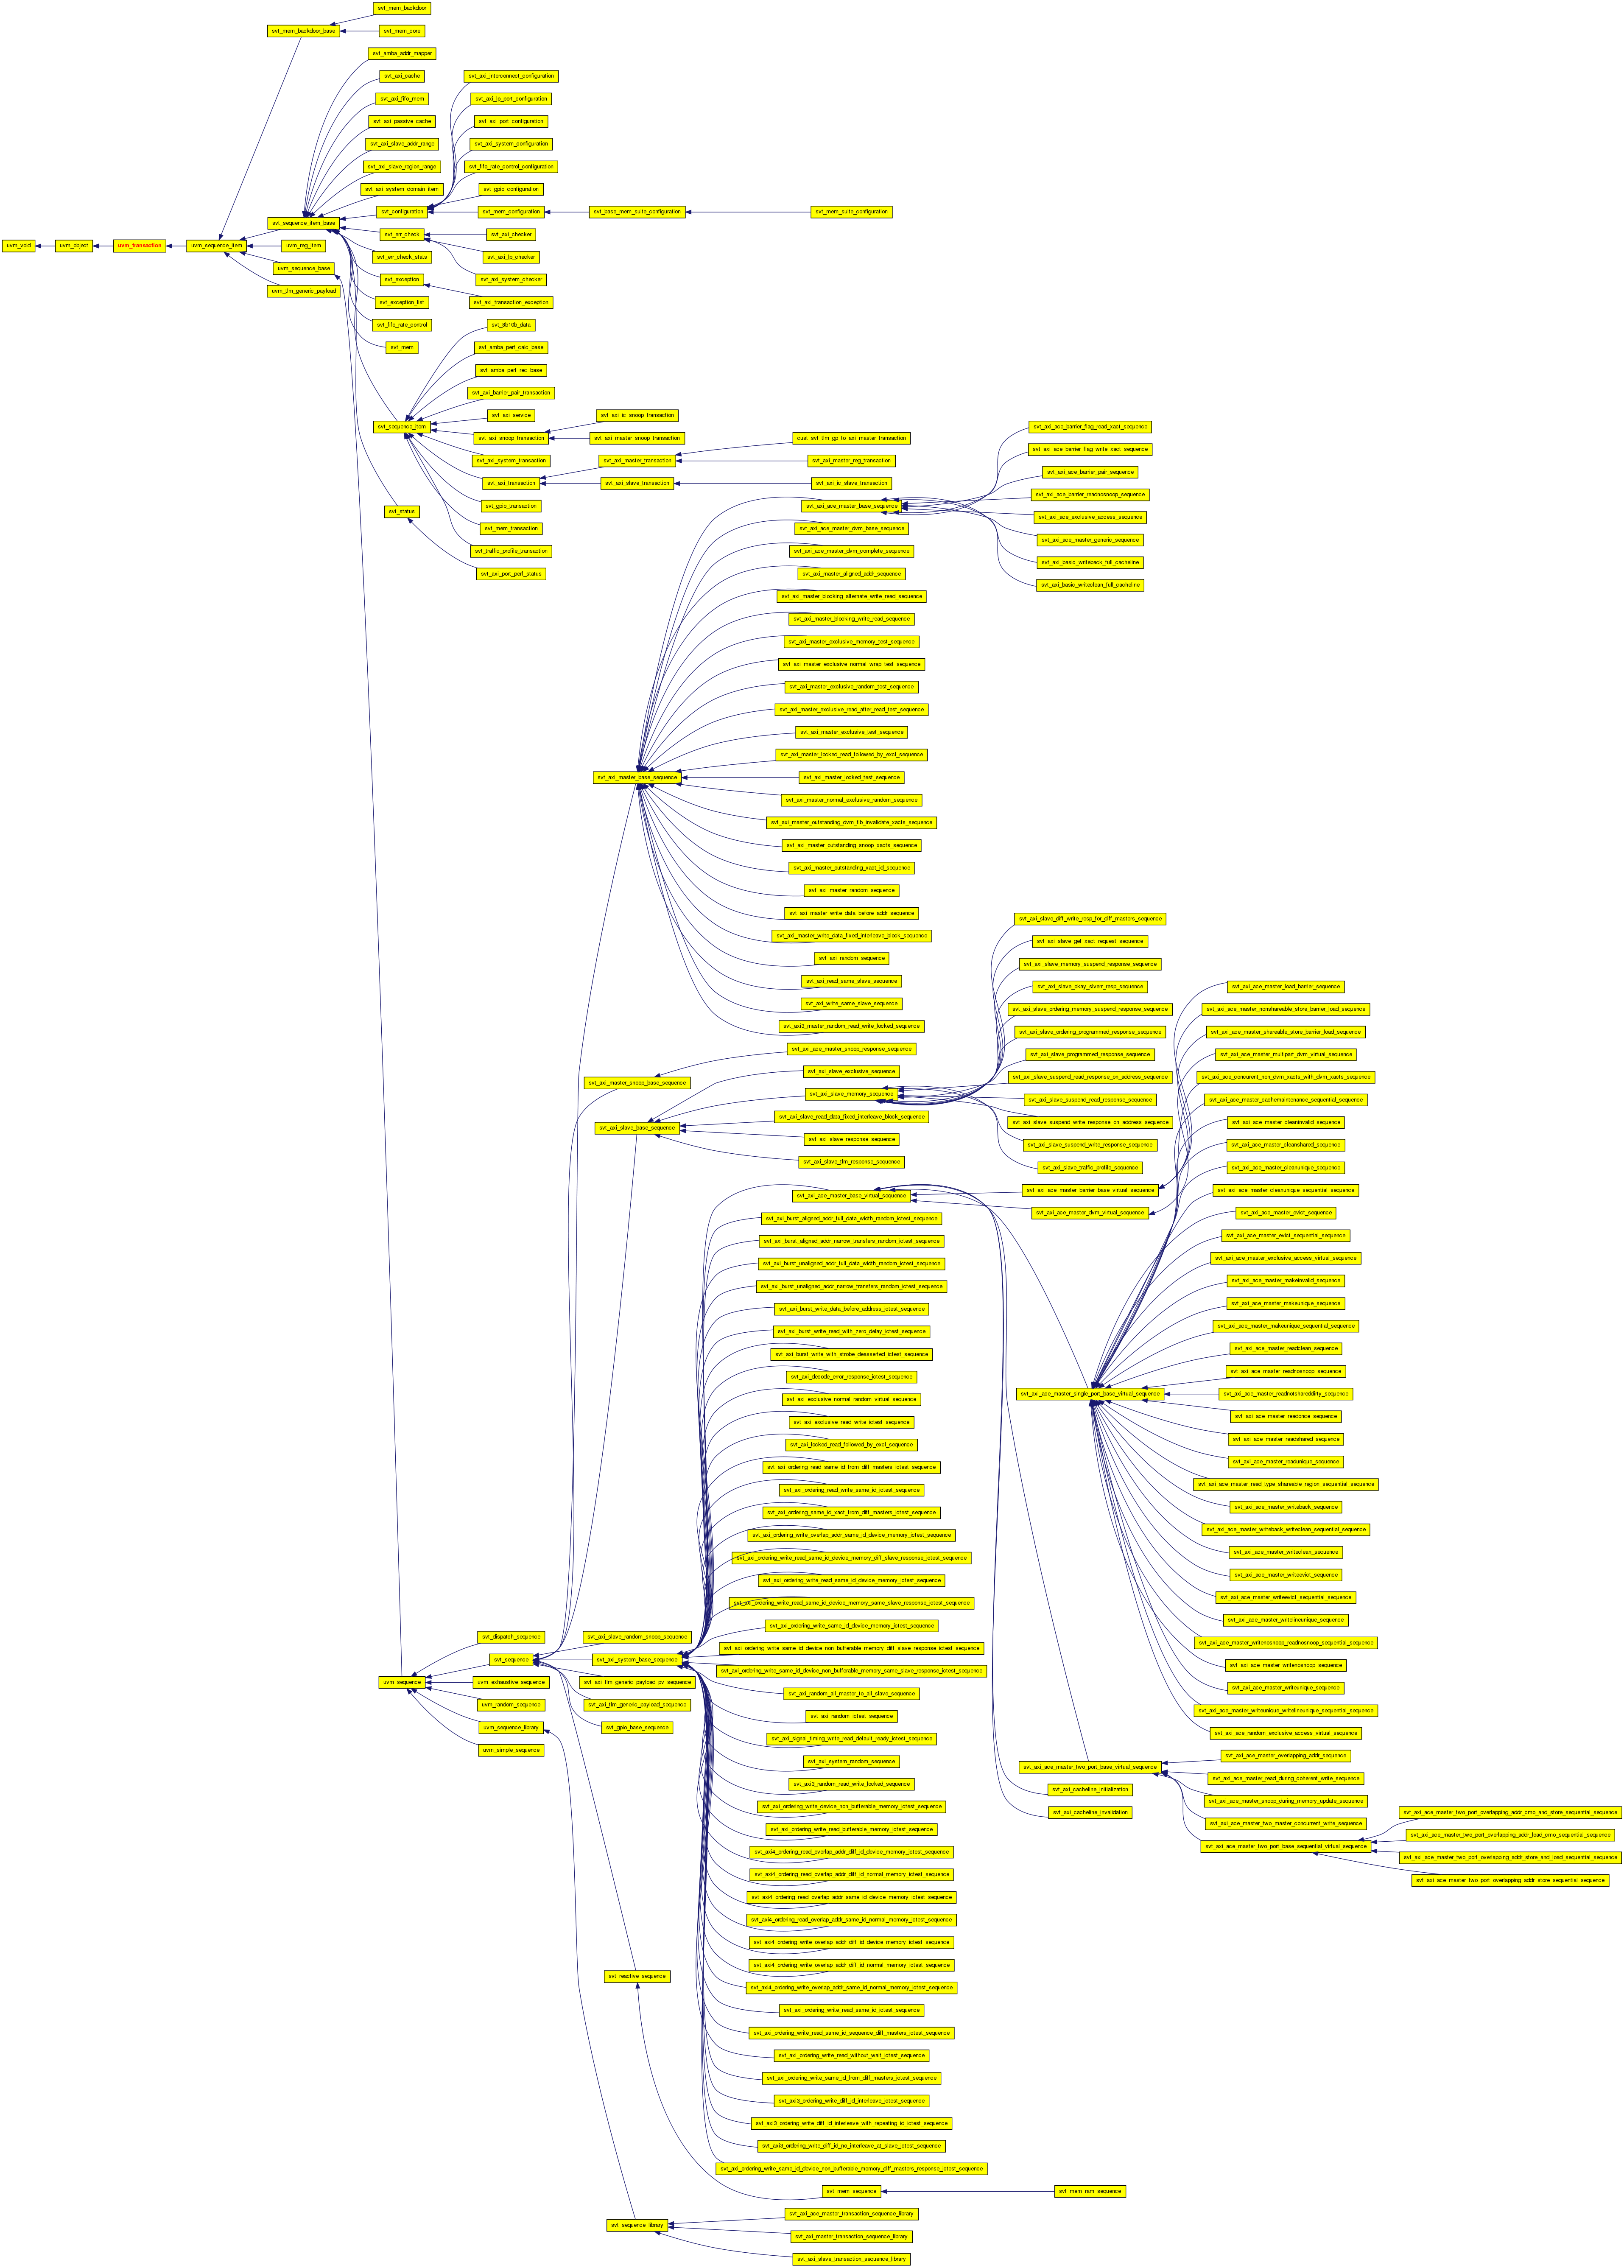 svt_mem_backdoor
svt_mem_backdoor_base
svt_mem_core
svt_amba_addr_mapper
svt_axi_cache
svt_axi_interconnect_configuration
svt_axi_fifo_mem
svt_axi_lp_port_configuration
svt_axi_passive_cache
svt_axi_port_configuration
svt_axi_slave_addr_range
svt_axi_system_configuration
svt_axi_slave_region_range
svt_fifo_rate_control_configuration
svt_axi_system_domain_item
svt_gpio_configuration
svt_configuration
svt_mem_configuration
svt_base_mem_suite_configuration
svt_mem_suite_configuration
svt_sequence_item_base
svt_err_check
svt_axi_checker
uvm_void
uvm_object
uvm_transaction
uvm_sequence_item
uvm_reg_item
svt_err_check_stats
svt_axi_lp_checker
uvm_sequence_base
svt_exception
svt_axi_system_checker
uvm_tlm_generic_payload
svt_exception_list
svt_axi_transaction_exception
svt_fifo_rate_control
svt_8b10b_data
svt_mem
svt_amba_perf_calc_base
svt_amba_perf_rec_base
svt_axi_barrier_pair_transaction
svt_axi_service
svt_axi_ic_snoop_transaction
svt_sequence_item
svt_axi_snoop_transaction
svt_axi_master_snoop_transaction
cust_svt_tlm_gp_to_axi_master_transaction
svt_axi_ace_barrier_flag_read_xact_sequence
svt_axi_ace_barrier_flag_write_xact_sequence
svt_axi_system_transaction
svt_axi_master_transaction
svt_axi_master_reg_transaction
svt_axi_ace_barrier_pair_sequence
svt_axi_transaction
svt_axi_slave_transaction
svt_axi_ic_slave_transaction
svt_axi_ace_barrier_readnosnoop_sequence
svt_status
svt_gpio_transaction
svt_axi_ace_master_base_sequence
svt_axi_ace_exclusive_access_sequence
svt_mem_transaction
svt_axi_ace_master_dvm_base_sequence
svt_axi_ace_master_generic_sequence
svt_traffic_profile_transaction
svt_axi_ace_master_dvm_complete_sequence
svt_axi_basic_writeback_full_cacheline
svt_axi_port_perf_status
svt_axi_master_aligned_addr_sequence
svt_axi_basic_writeclean_full_cacheline
svt_axi_master_blocking_alternate_write_read_sequence
svt_axi_master_blocking_write_read_sequence
svt_axi_master_exclusive_memory_test_sequence
svt_axi_master_exclusive_normal_wrap_test_sequence
svt_axi_master_exclusive_random_test_sequence
svt_axi_master_exclusive_read_after_read_test_sequence
svt_axi_master_exclusive_test_sequence
svt_axi_master_locked_read_followed_by_excl_sequence
svt_axi_master_base_sequence
svt_axi_master_locked_test_sequence
svt_axi_master_normal_exclusive_random_sequence
svt_axi_master_outstanding_dvm_tlb_invalidate_xacts_sequence
svt_axi_master_outstanding_snoop_xacts_sequence
svt_axi_master_outstanding_xact_id_sequence
svt_axi_master_random_sequence
svt_axi_master_write_data_before_addr_sequence
svt_axi_slave_diff_write_resp_for_diff_masters_sequence
svt_axi_master_write_data_fixed_interleave_block_sequence
svt_axi_slave_get_xact_request_sequence
svt_axi_random_sequence
svt_axi_slave_memory_suspend_response_sequence
svt_axi_read_same_slave_sequence
svt_axi_slave_okay_slverr_resp_sequence
svt_axi_ace_master_load_barrier_sequence
svt_axi_write_same_slave_sequence
svt_axi_slave_ordering_memory_suspend_response_sequence
svt_axi_ace_master_nonshareable_store_barrier_load_sequence
svt_axi3_master_random_read_write_locked_sequence
svt_axi_slave_ordering_programmed_response_sequence
svt_axi_ace_master_shareable_store_barrier_load_sequence
svt_axi_ace_master_snoop_response_sequence
svt_axi_slave_programmed_response_sequence
svt_axi_ace_master_multipart_dvm_virtual_sequence
svt_axi_master_snoop_base_sequence
svt_axi_slave_exclusive_sequence
svt_axi_slave_suspend_read_response_on_address_sequence
svt_axi_ace_concurent_non_dvm_xacts_with_dvm_xacts_sequence
svt_axi_slave_memory_sequence
svt_axi_slave_suspend_read_response_sequence
svt_axi_ace_master_cachemaintenance_sequential_sequence
svt_axi_slave_base_sequence
svt_axi_slave_read_data_fixed_interleave_block_sequence
svt_axi_slave_suspend_write_response_on_address_sequence
svt_axi_ace_master_cleaninvalid_sequence
svt_axi_slave_response_sequence
svt_axi_slave_suspend_write_response_sequence
svt_axi_ace_master_cleanshared_sequence
svt_axi_slave_tlm_response_sequence
svt_axi_slave_traffic_profile_sequence
svt_axi_ace_master_cleanunique_sequence
svt_axi_ace_master_base_virtual_sequence
svt_axi_ace_master_barrier_base_virtual_sequence
svt_axi_ace_master_cleanunique_sequential_sequence
svt_axi_burst_aligned_addr_full_data_width_random_ictest_sequence
svt_axi_ace_master_dvm_virtual_sequence
svt_axi_ace_master_evict_sequence
svt_axi_burst_aligned_addr_narrow_transfers_random_ictest_sequence
svt_axi_ace_master_evict_sequential_sequence
svt_axi_burst_unaligned_addr_full_data_width_random_ictest_sequence
svt_axi_ace_master_exclusive_access_virtual_sequence
svt_axi_burst_unaligned_addr_narrow_transfers_random_ictest_sequence
svt_axi_ace_master_makeinvalid_sequence
svt_axi_burst_write_data_before_address_ictest_sequence
svt_axi_ace_master_makeunique_sequence
svt_axi_burst_write_read_with_zero_delay_ictest_sequence
svt_axi_ace_master_makeunique_sequential_sequence
svt_axi_burst_write_with_strobe_deasserted_ictest_sequence
svt_axi_ace_master_readclean_sequence
svt_axi_decode_error_response_ictest_sequence
svt_axi_ace_master_readnosnoop_sequence
svt_axi_exclusive_normal_random_virtual_sequence
svt_axi_ace_master_single_port_base_virtual_sequence
svt_axi_ace_master_readnotshareddirty_sequence
svt_axi_exclusive_read_write_ictest_sequence
svt_axi_ace_master_readonce_sequence
svt_axi_locked_read_followed_by_excl_sequence
svt_axi_ace_master_readshared_sequence
svt_axi_ordering_read_same_id_from_diff_masters_ictest_sequence
svt_axi_ace_master_readunique_sequence
svt_axi_ordering_read_write_same_id_ictest_sequence
svt_axi_ace_master_read_type_shareable_region_sequential_sequence
svt_axi_ordering_same_id_xact_from_diff_masters_ictest_sequence
svt_axi_ace_master_writeback_sequence
svt_axi_ordering_write_overlap_addr_same_id_device_memory_ictest_sequence
svt_axi_ace_master_writeback_writeclean_sequential_sequence
svt_axi_ordering_write_read_same_id_device_memory_diff_slave_response_ictest_sequence
svt_axi_ace_master_writeclean_sequence
svt_axi_ordering_write_read_same_id_device_memory_ictest_sequence
svt_axi_ace_master_writeevict_sequence
svt_axi_ordering_write_read_same_id_device_memory_same_slave_response_ictest_sequence
svt_axi_ace_master_writeevict_sequential_sequence
svt_axi_ordering_write_same_id_device_memory_ictest_sequence
svt_axi_ace_master_writelineunique_sequence
svt_dispatch_sequence
svt_axi_slave_random_snoop_sequence
svt_axi_ordering_write_same_id_device_non_bufferable_memory_diff_slave_response_ictest_sequence
svt_axi_ace_master_writenosnoop_readnosnoop_sequential_sequence
svt_sequence
svt_axi_system_base_sequence
svt_axi_ordering_write_same_id_device_non_bufferable_memory_same_slave_response_ictest_sequence
svt_axi_ace_master_writenosnoop_sequence
uvm_sequence
uvm_exhaustive_sequence
svt_axi_tlm_generic_payload_pv_sequence
svt_axi_random_all_master_to_all_slave_sequence
svt_axi_ace_master_writeunique_sequence
uvm_random_sequence
svt_axi_tlm_generic_payload_sequence
svt_axi_random_ictest_sequence
svt_axi_ace_master_writeunique_writelineunique_sequential_sequence
uvm_sequence_library
svt_gpio_base_sequence
svt_axi_signal_timing_write_read_default_ready_ictest_sequence
svt_axi_ace_random_exclusive_access_virtual_sequence
uvm_simple_sequence
svt_axi_system_random_sequence
svt_axi_ace_master_two_port_base_virtual_sequence
svt_axi_ace_master_overlapping_addr_sequence
svt_axi3_random_read_write_locked_sequence
svt_axi_cacheline_initialization
svt_axi_ace_master_read_during_coherent_write_sequence
svt_axi_ordering_write_device_non_bufferable_memory_ictest_sequence
svt_axi_cacheline_invalidation
svt_axi_ace_master_snoop_during_memory_update_sequence
svt_axi_ace_master_two_port_overlapping_addr_cmo_and_store_sequential_sequence
svt_axi_ordering_write_read_bufferable_memory_ictest_sequence
svt_axi_ace_master_two_master_concurrent_write_sequence
svt_axi_ace_master_two_port_overlapping_addr_load_cmo_sequential_sequence
svt_axi4_ordering_read_overlap_addr_diff_id_device_memory_ictest_sequence
svt_axi_ace_master_two_port_base_sequential_virtual_sequence
svt_axi_ace_master_two_port_overlapping_addr_store_and_load_sequential_sequence
svt_axi4_ordering_read_overlap_addr_diff_id_normal_memory_ictest_sequence
svt_axi_ace_master_two_port_overlapping_addr_store_sequential_sequence
svt_axi4_ordering_read_overlap_addr_same_id_device_memory_ictest_sequence
svt_axi4_ordering_read_overlap_addr_same_id_normal_memory_ictest_sequence
svt_axi4_ordering_write_overlap_addr_diff_id_device_memory_ictest_sequence
svt_axi4_ordering_write_overlap_addr_diff_id_normal_memory_ictest_sequence
svt_reactive_sequence
svt_axi4_ordering_write_overlap_addr_same_id_normal_memory_ictest_sequence
svt_axi_ordering_write_read_same_id_ictest_sequence
svt_axi_ordering_write_read_same_id_sequence_diff_masters_ictest_sequence
svt_axi_ordering_write_read_without_wait_ictest_sequence
svt_axi_ordering_write_same_id_from_diff_masters_ictest_sequence
svt_axi3_ordering_write_diff_id_interleave_ictest_sequence
svt_axi3_ordering_write_diff_id_interleave_with_repeating_id_ictest_sequence
svt_axi3_ordering_write_diff_id_no_interleave_at_slave_ictest_sequence
svt_axi_ordering_write_same_id_device_non_bufferable_memory_diff_masters_response_ictest_sequence
svt_mem_sequence
svt_mem_ram_sequence
svt_axi_ace_master_transaction_sequence_library
svt_sequence_library
svt_axi_master_transaction_sequence_library
svt_axi_slave_transaction_sequence_library